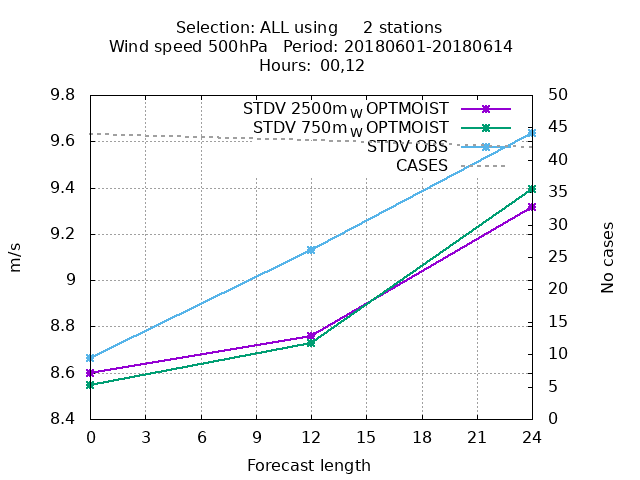 Selection: ALL using 2 stations
Wind speed 500hPa Period: 20180601-20180614
Hours: 00,12
9.8
9.6
9.4
9.2
9
8.8
8.6
8.4
m/s
STDV 2500m_W OPTMOIST
STDV 750m_W OPTMOIST
STDV OBS
CASES
50
45
40
35
30
25
20
15
10
5
0
No cases
0 3 6 9 12 15 18 21 24
Forecast length